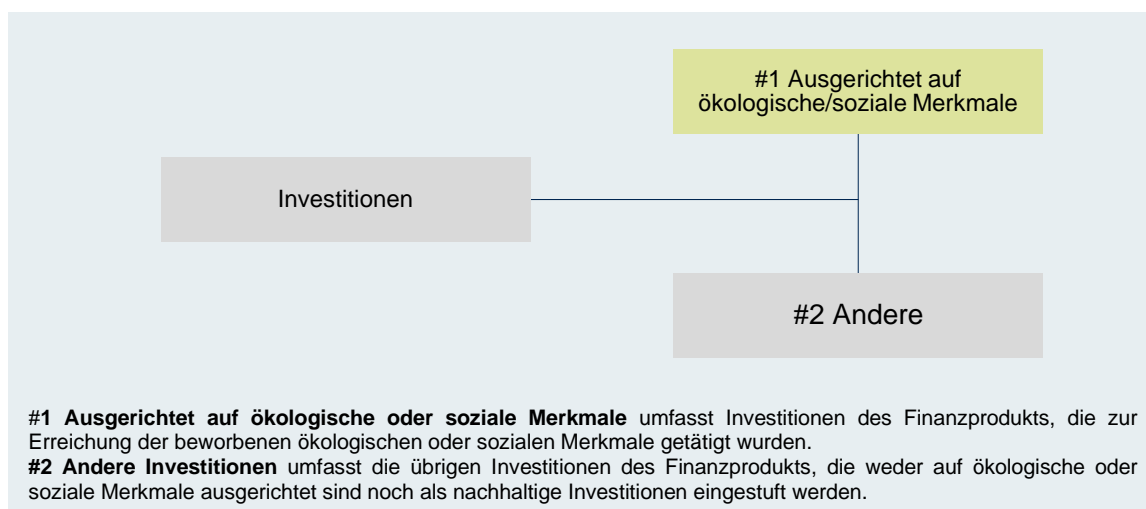 #1 Ausgerichtet auf
ökologische/soziale Merkmale
Investitionen
#2 Andere
#1 Ausgerichtet auf ökologische oder soziale Merkmale umfasst Investitionen des Finanzprodukts, die zur
Erreichung der beworbenen ökologischen oder sozialen Merkmale getätigt wurden.
#2 Andere Investitionen umfasst die übrigen Investitionen des Finanzprodukts, die weder auf ökologische oder
soziale Merkmale ausgerichtet sind noch als nachhaltige Investitionen eingestuft werden.